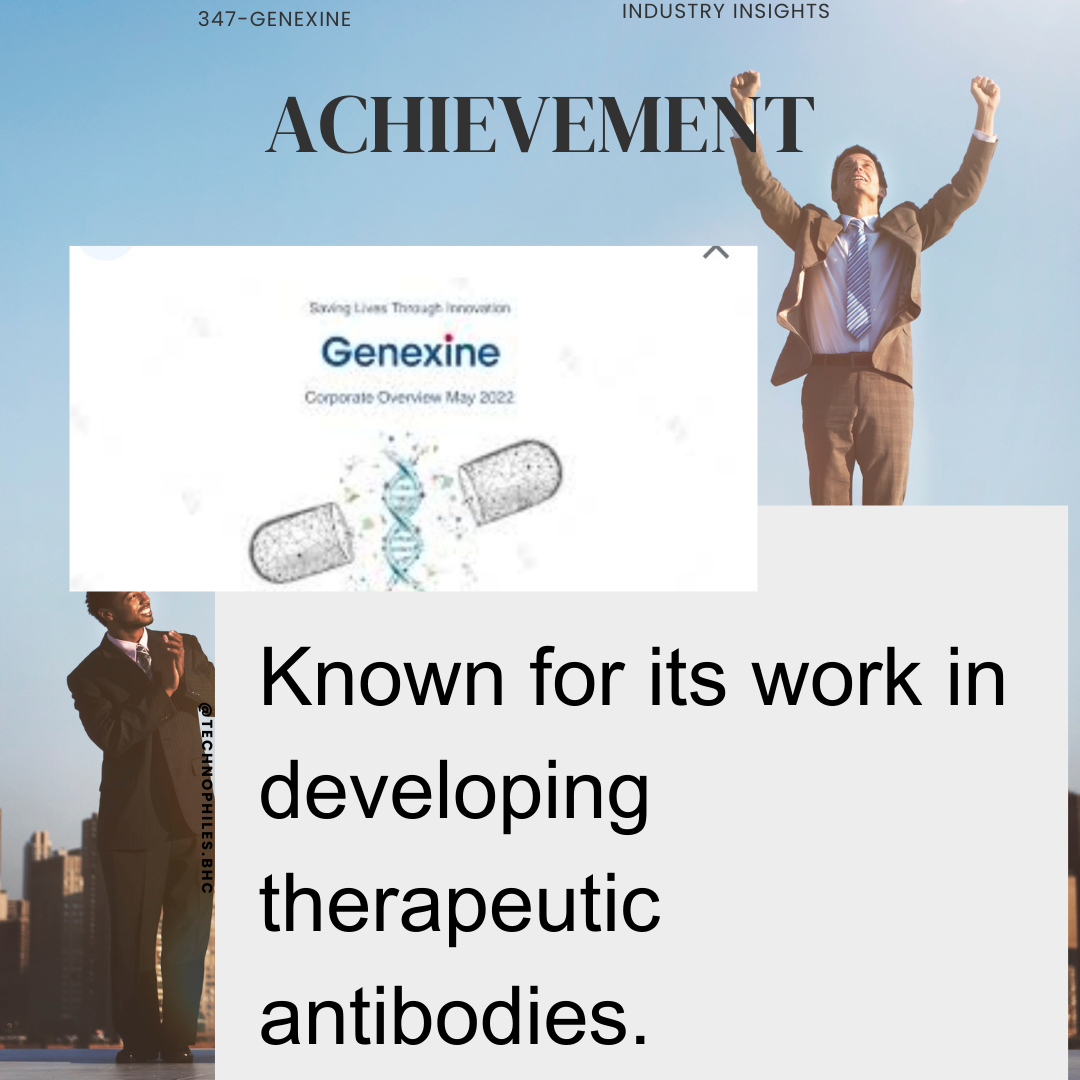 347-GENEXINE
INDUSTRY INSIGHTS
ACHIEVEMENT
Saving Lives Through Innovation
Genexine
Corporate Overview May 2022
@TECHNOPHILES.BHC
Known for its work in
developing
therapeutic
antibodies.